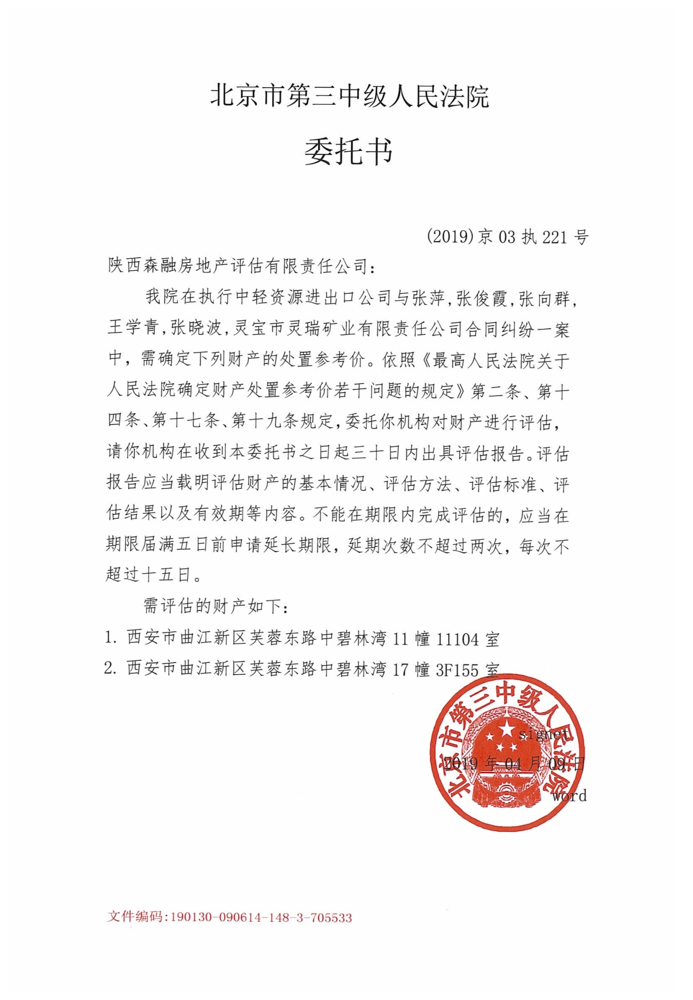 北京市第三中级人民法院
委托书
(2019)京 03 执 221 号
陕西森融房地产评估有限责任公司：
我院在执行中轻资源进出口公司与张萍,张俊霞,张向群,
王学青,张晓波,灵宝市灵瑞矿业有限责任公司合同纠纷一案
中，需确定下列财产的处置参考价。依照《最高人民法院关于
人民法院确定财产处置参考价若干问题的规定》第二条、第十
四条、第十七条、第十九条规定,委托你机构对财产进行评估，
请你机构在收到本委托书之日起三十日内出具评估报告。评估
报告应当载明评估财产的基本情况、评估方法、评估标准、评
估结果以及有效期等内容。不能在期限内完成评估的，应当在
期限届满五日前申请延长期限，延期次数不超过两次，每次不
超过十五日。
需评估的财产如下：
1. 西安市曲江新区芙蓉东路中碧林湾 11 幢 11104 室
2. 西安市曲江新区芙蓉东路中碧林湾 17 幢 3F155 室
北京市第三中级人民法院
signet
2019 年 04 月 09 日
word
文件编码:190130-090614-148-3-705533